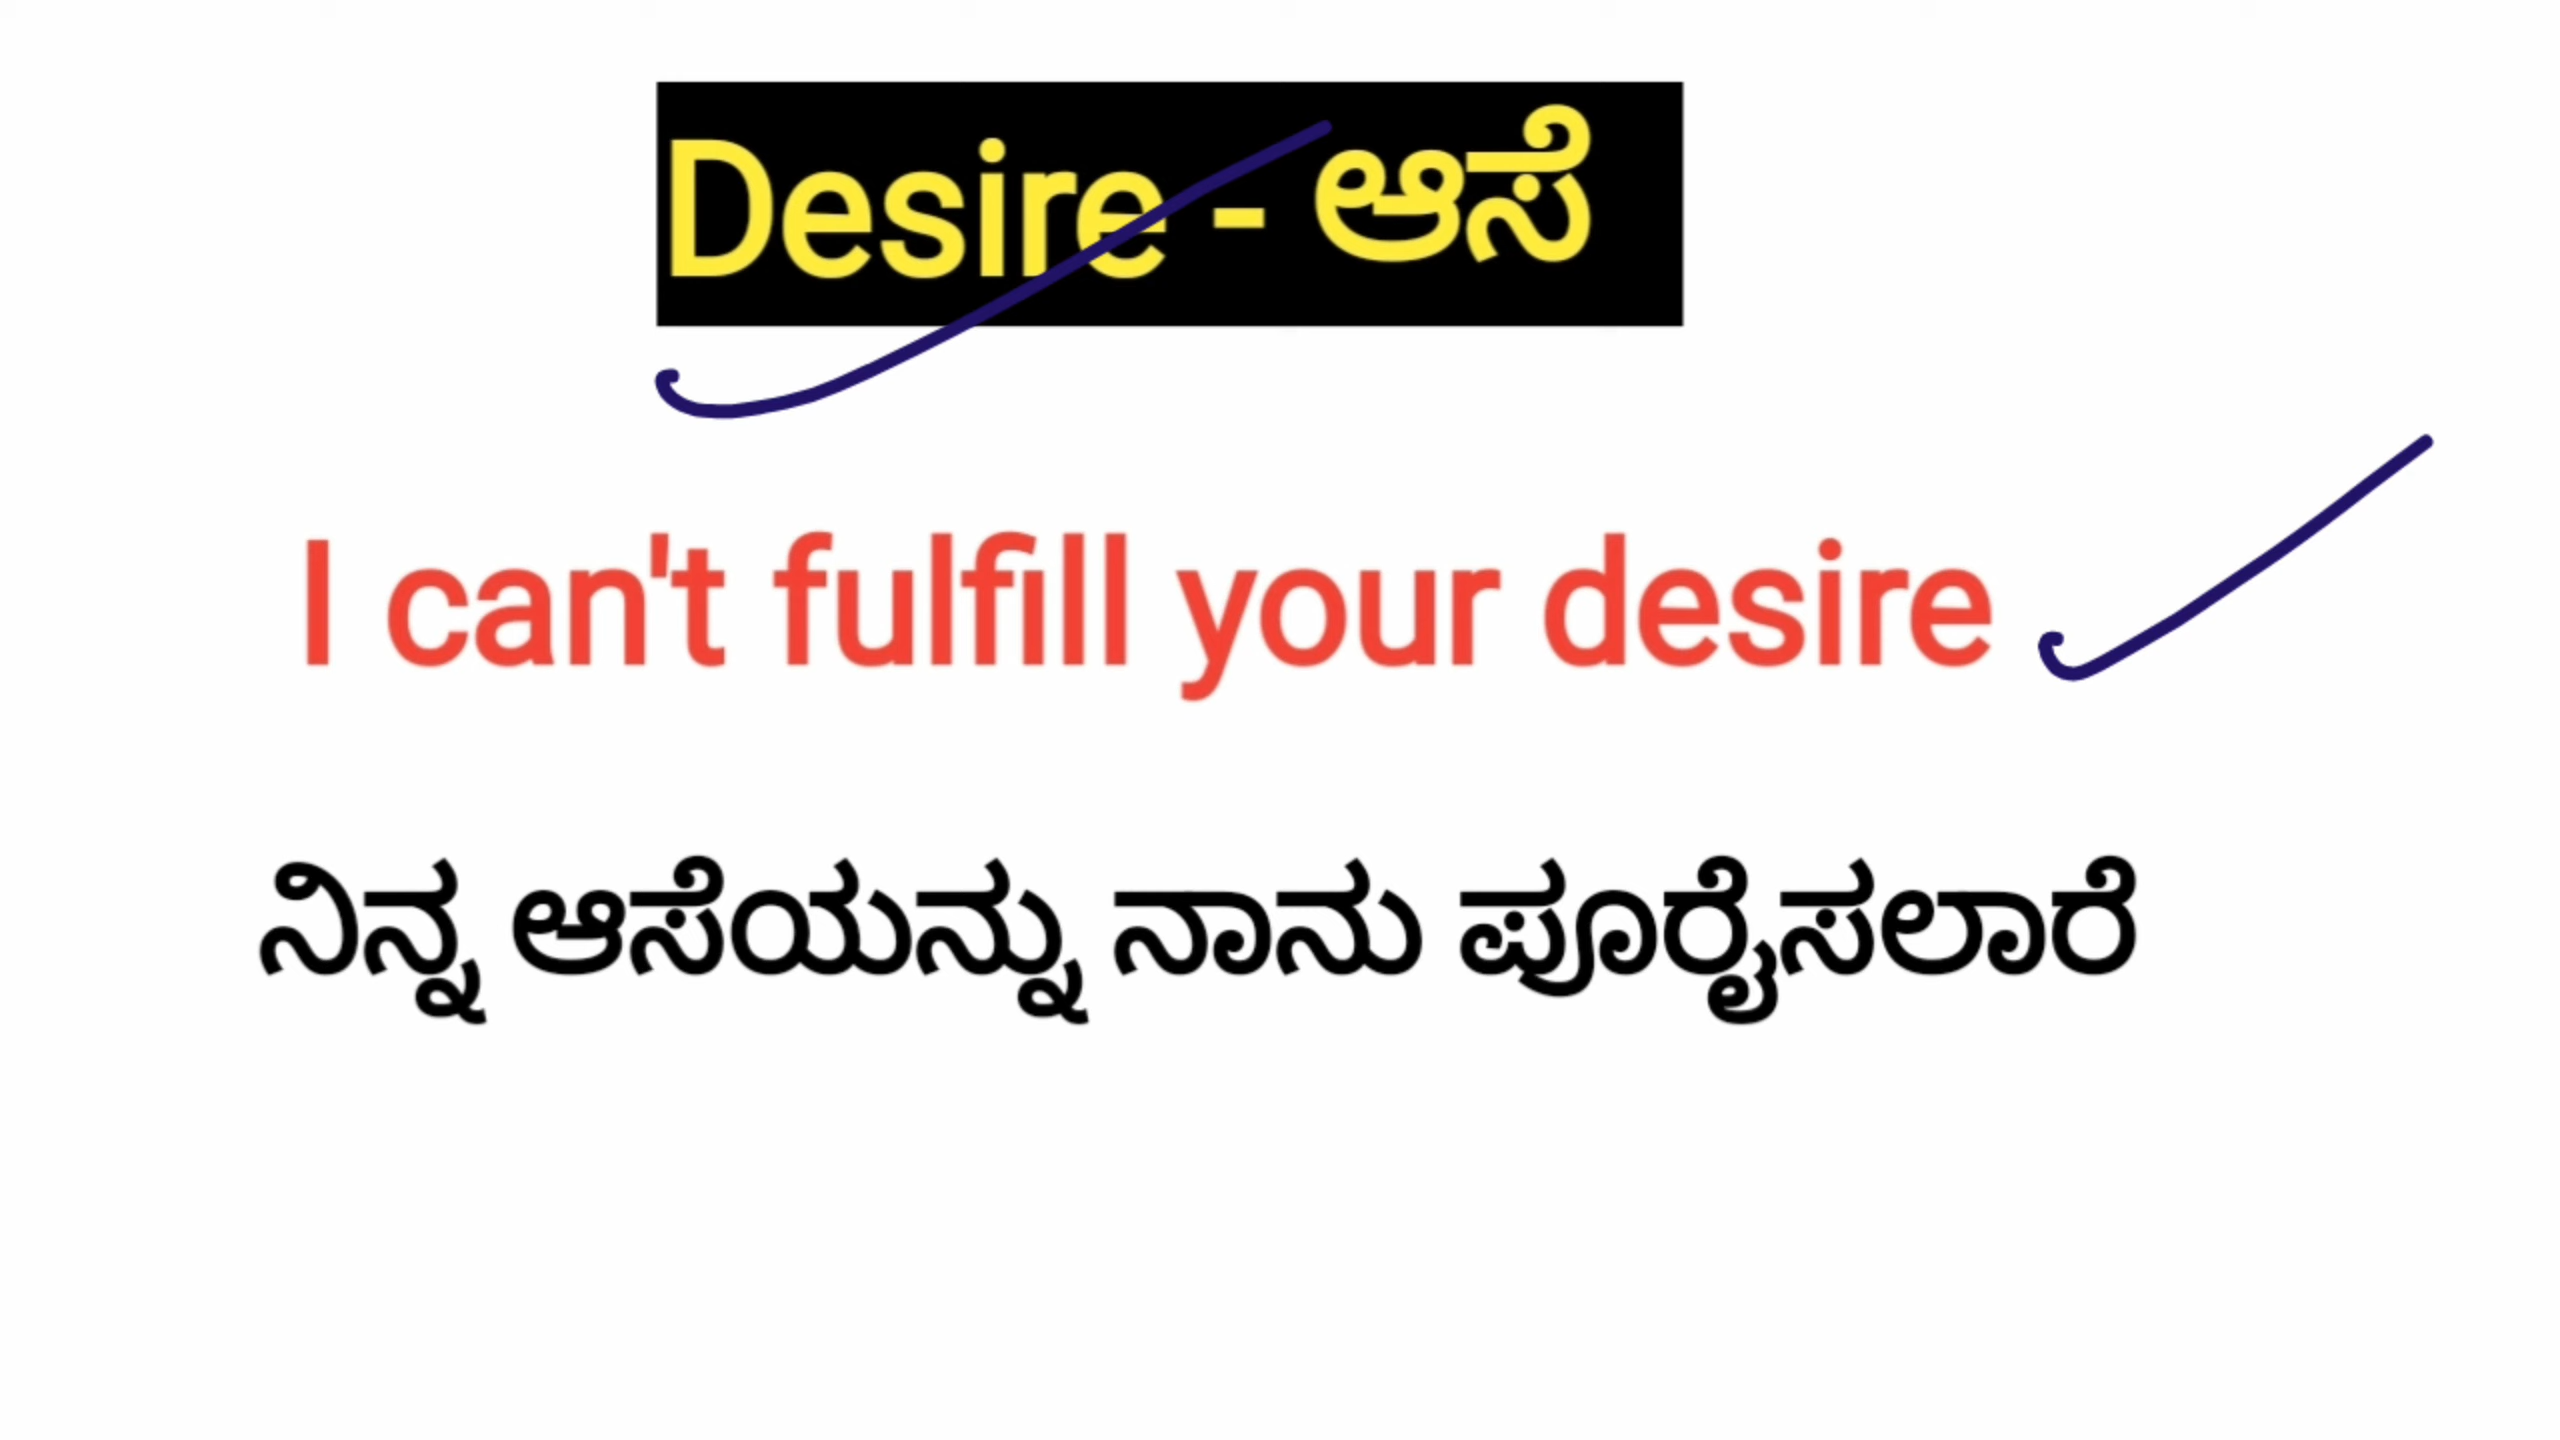 Desire - ಆಸೆ
I can't fulfill your desire
ನಿನ್ನ ಆಸೆಯನ್ನು ನಾನು ಪೂರೈಸಲಾರೆ